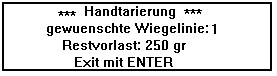 *** Handtarierung ***
gewuenschte Wiegelinie: 1
Restvorlast: 250 gr
Exit mit ENTER